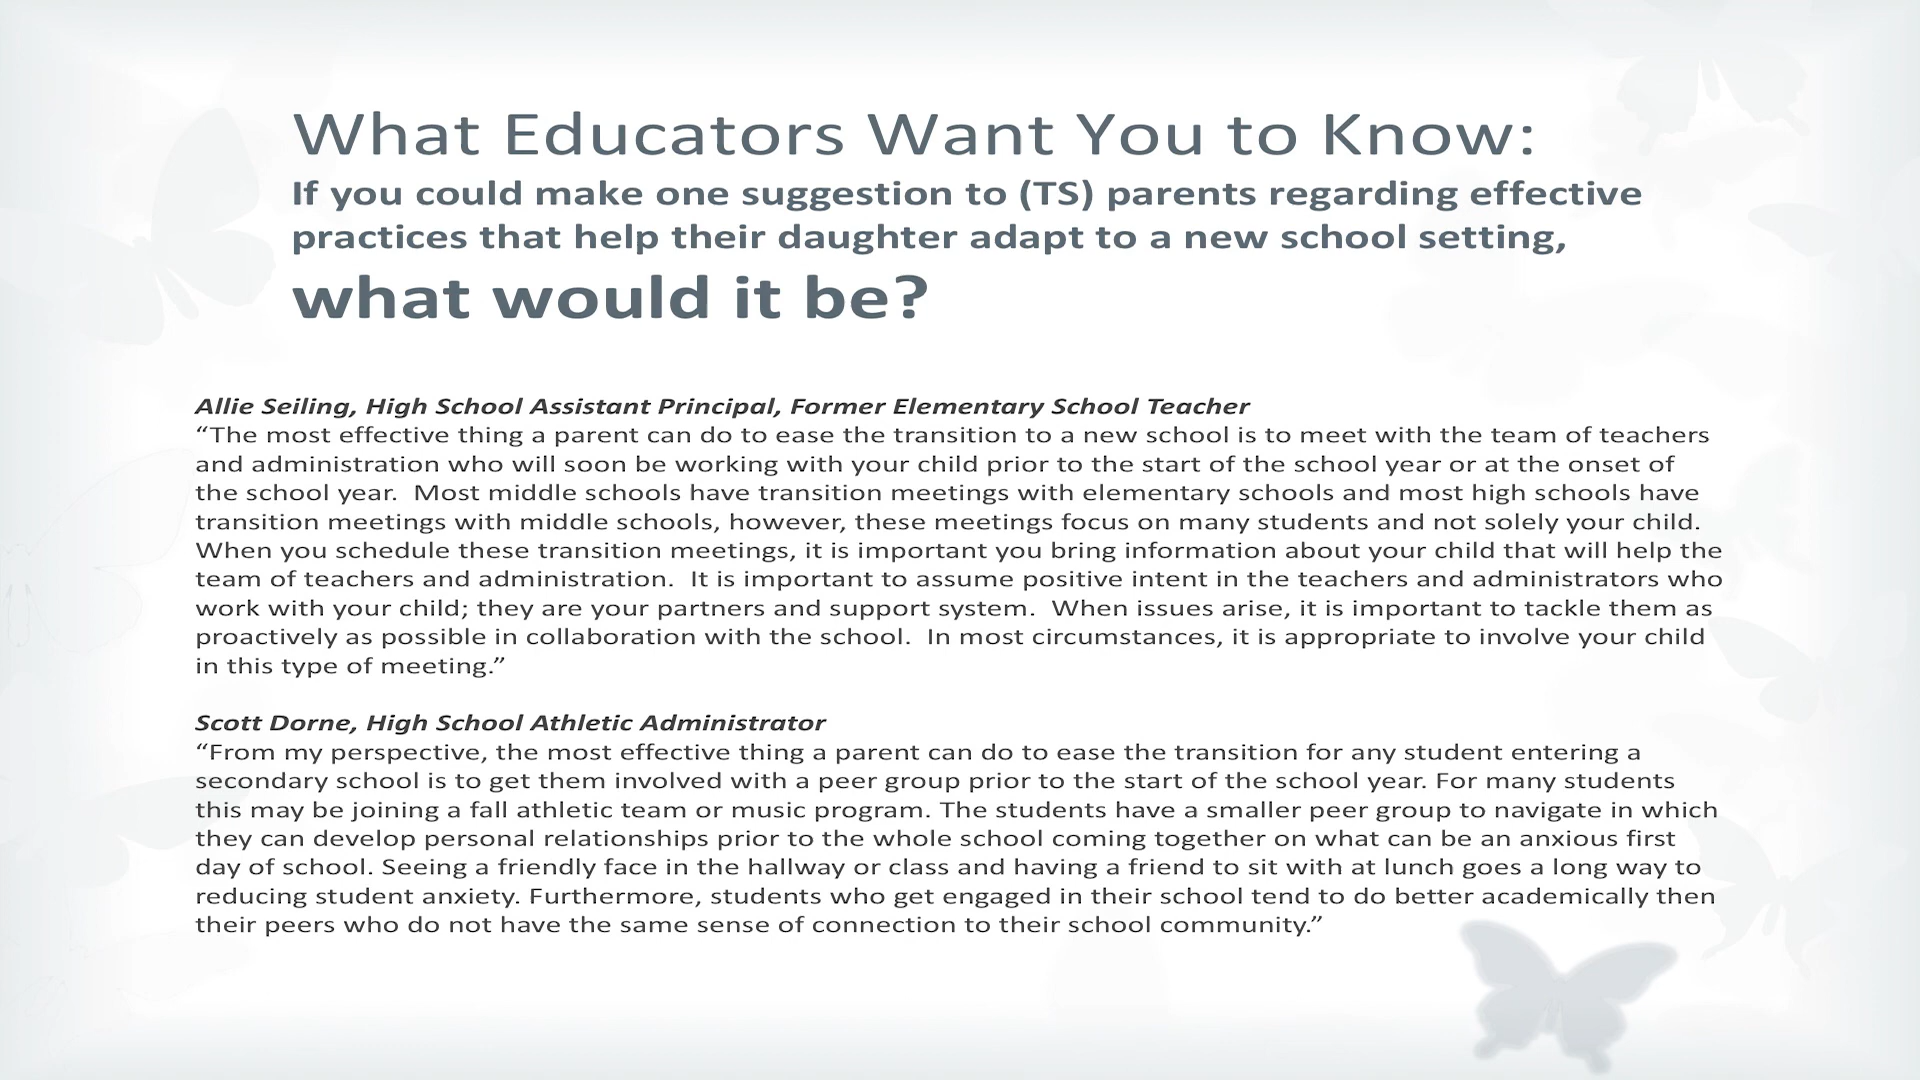 What Educators Want You to Know:
If you could make one suggestion to (TS) parents regarding effective
practices that help their daughter adapt to a new school setting,
what would it be?
Allie Seiling, High School Assistant Principal, Former Elementary School Teacher
“The most effective thing a parent can do to ease the transition to a new school is to meet with the team of teachers
and administration who will soon be working with your child prior to the start of the school year or at the onset of
the school year.  Most middle schools have transition meetings with elementary schools and most high schools have
transition meetings with middle schools, however, these meetings focus on many students and not solely your child.
When you schedule these transition meetings, it is important you bring information about your child that will help the
team of teachers and administration.  It is important to assume positive intent in the teachers and administrators who
work with your child; they are your partners and support system.  When issues arise, it is important to tackle them as
proactively as possible in collaboration with the school.  In most circumstances, it is appropriate to involve your child
in this type of meeting.”
Scott Dorne, High School Athletic Administrator
“From my perspective, the most effective thing a parent can do to ease the transition for any student entering a
secondary school is to get them involved with a peer group prior to the start of the school year. For many students
this may be joining a fall athletic team or music program. The students have a smaller peer group to navigate in which
they can develop personal relationships prior to the whole school coming together on what can be an anxious first
day of school. Seeing a friendly face in the hallway or class and having a friend to sit with at lunch goes a long way to
reducing student anxiety. Furthermore, students who get engaged in their school tend to do better academically then
their peers who do not have the same sense of connection to their school community.”